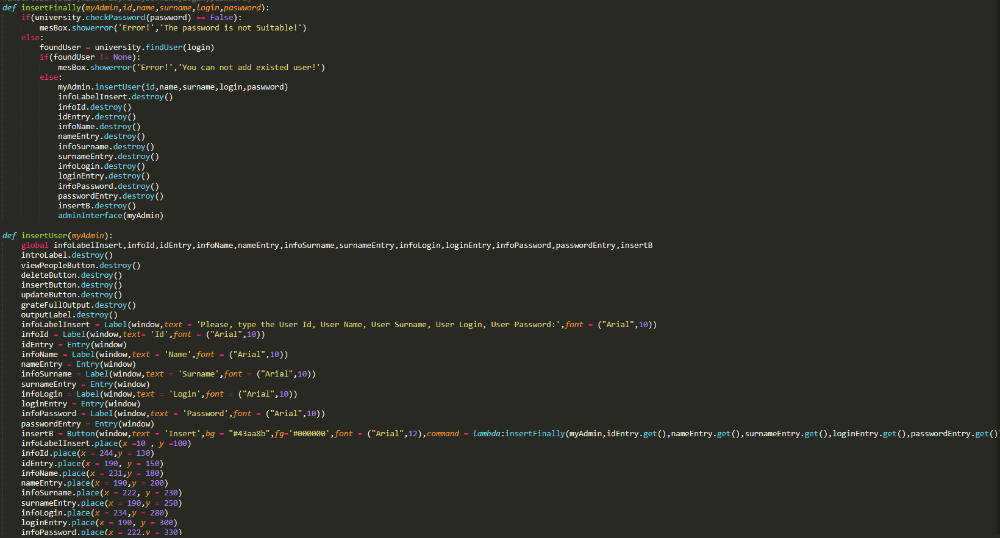 def insertFinally(myAdmin,id,name,surname,login,paswword):
    if(university.checkPassword(paswword) == False):
        mesBox.showerror('Error!','The password is not Suitable!')
    else:
        foundUser = university.findUser(login)
        if(foundUser != None):
            mesBox.showerror('Error!','You can not add existed user!')
        else:
            myAdmin.insertUser(id,name,surname,login,paswword)
            infoLabelInsert.destroy()
            infoId.destroy()
            idEntry.destroy()
            infoName.destroy()
            nameEntry.destroy()
            infoSurname.destroy()
            surnameEntry.destroy()
            infoLogin.destroy()
            loginEntry.destroy()
            infoPassword.destroy()
            passwordEntry.destroy()
            insertB.destroy()
            adminInterface(myAdmin)
def insertUser(myAdmin):
    global infoLabelInsert,infoId,idEntry,infoName,nameEntry,infoSurname,surnameEntry,infoLogin,loginEntry,infoPassword,passwordEntry,insertB
    introLabel.destroy()
    viewPeopleButton.destroy()
    deleteButton.destroy()
    insertButton.destroy()
    updateButton.destroy()
    grateFullOutput.destroy()
    outputLabel.destroy()
    infoLabelInsert = Label(window,text = 'Please, type the User Id, User Name, User Surname, User Login, User Password:',font = ("Arial",10))
    infoId = Label(window,text= 'Id',font = ("Arial",10))
    idEntry = Entry(window)
    infoName = Label(window,text = 'Name',font = ("Arial",10))
    nameEntry = Entry(window)
    infoSurname = Label(window,text = 'Surname',font = ("Arial",10))
    surnameEntry = Entry(window)
    infoLogin = Label(window,text = 'Login',font = ("Arial",10))
    loginEntry = Entry(window)
    infoPassword = Label(window,text = 'Password',font = ("Arial",10))
    passwordEntry = Entry(window)
    insertB = Button(window,text = 'Insert',bg = "#43aa8b",fg='#000000',font = ("Arial",12),command = lambda:insertFinally(myAdmin,idEntry.get(),nameEntry.get(),surnameEntry.get(),loginEntry.get(),passwordEntry.get()
    infoLabelInsert.place(x =10 , y =100)
    infoId.place(x = 244,y = 130)
    idEntry.place(x = 190, y = 150)
    infoName.place(x = 231,y = 180)
    nameEntry.place(x = 190,y = 200)
    infoSurname.place(x = 222, y = 230)
    surnameEntry.place(x = 190,y = 250)
    infoLogin.place(x = 234,y = 280)
    loginEntry.place(x = 190, y = 300)
    infoPassword.place(x = 222,y = 330)